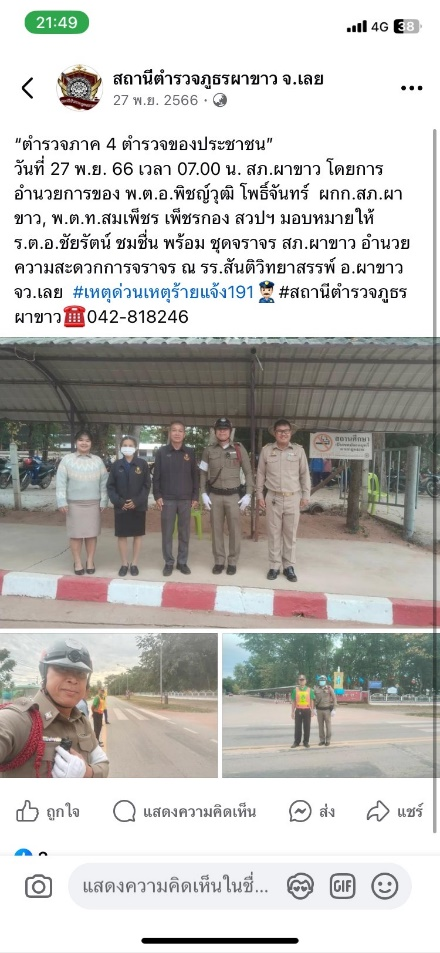 21:49
4G 38
สถานีตำรวจภูธรผาขาว จ.เลย
27 พ.ย. 2566 ·
“ตำรวจภาค 4 ตำรวจของประชาชน”
วันที่ 27 พ.ย. 66 เวลา 07.00 น. สภ.ผาขาว โดยการ
อำนวยการของ พ.ต.อ.พิชญ์วุฒิ โพธิ์จันทร์ ผกก.สภ.ผา
ขาว, พ.ต.ท.สมเพ็ชร เพ็ชรกอง สวปฯ มอบหมายให้
ร.ต.อ.ชัยรัตน์ ชมชื่น พร้อม ชุดจราจร สภ.ผาขาว อำนวย
ความสะดวกการจราจร ณ รร.สันติวิทยาสรรพ์ อ.ผาขาว
จว.เลย #เหตุด่วนเหตุร้ายแจ้ง191👮#สถานีตำรวจภูธร
ผาขาว☎️042-818246
สถานศึกษา
ถูกใจ
แสดงความคิดเห็น
ส่ง
แชร์
แสดงความคิดเห็นในชื่...
GIF